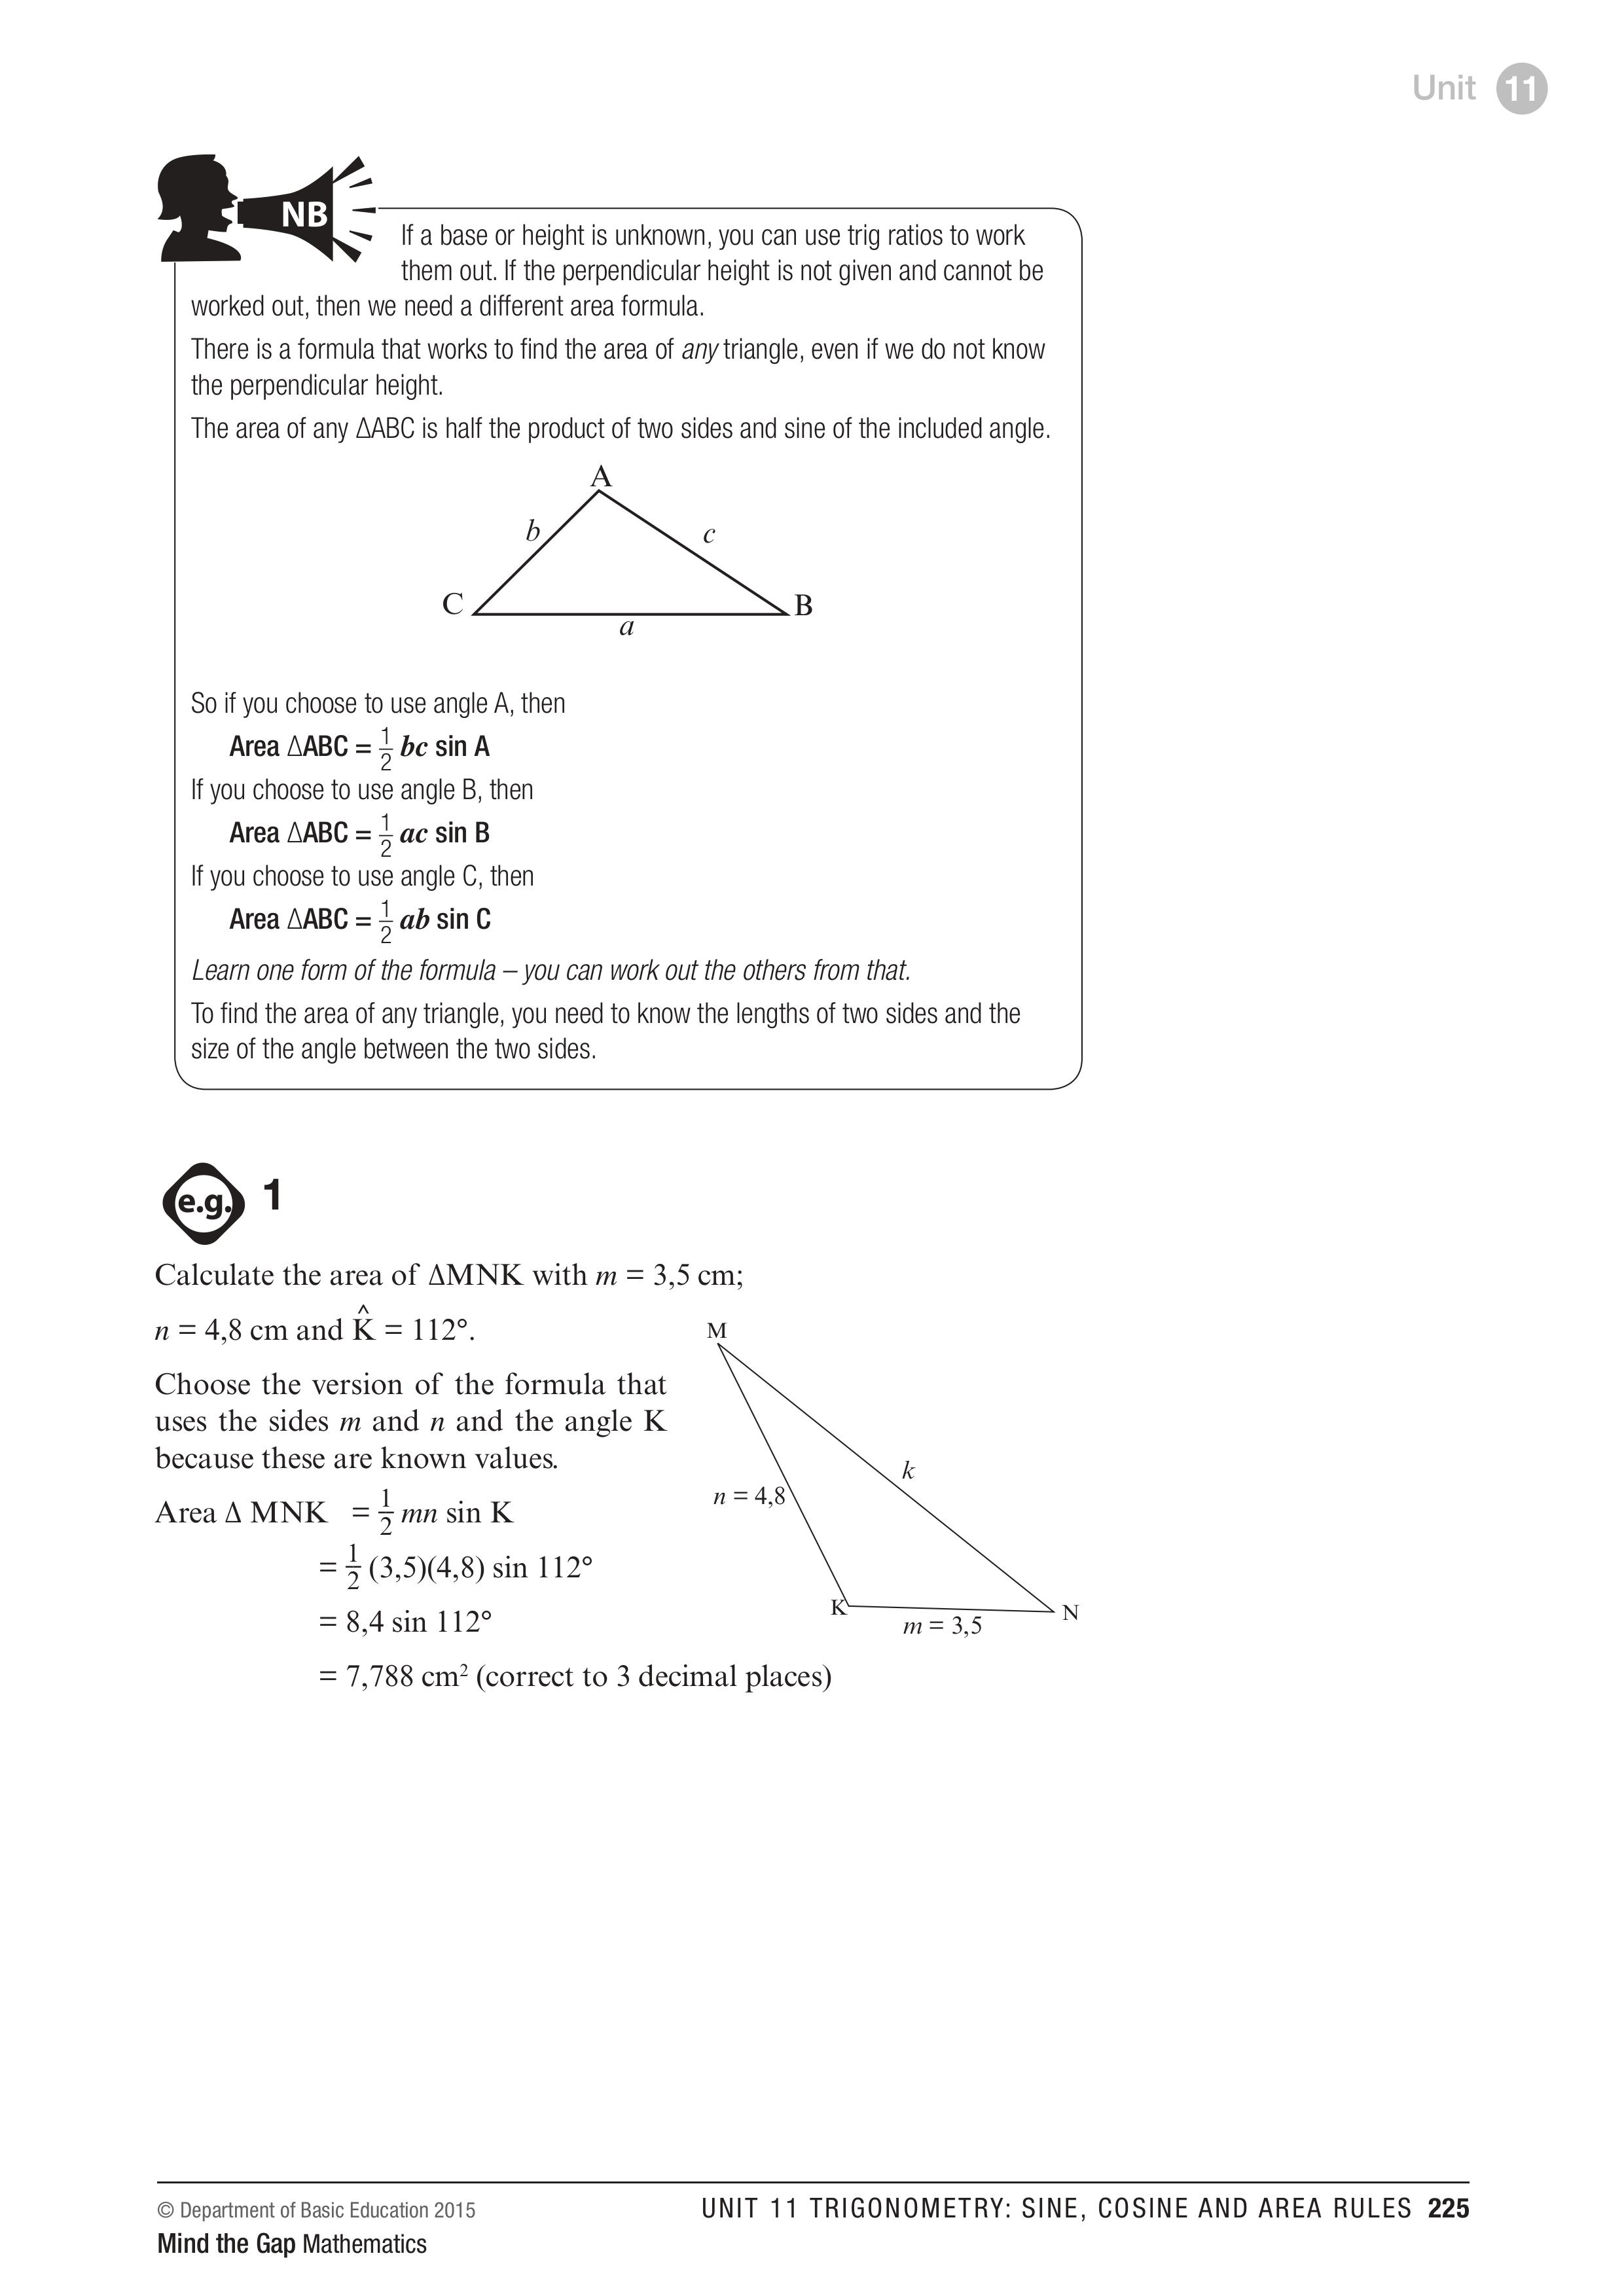 Unit 11
NB
If a base or height is unknown, you can use trig ratios to work
them out. If the perpendicular height is not given and cannot be
worked out, then we need a different area formula.
There is a formula that works to find the area of any triangle, even if we do not know
the perpendicular height.
The area of any ΔABC is half the product of two sides and sine of the included angle.
A
b
c
C
B
a
So if you choose to use angle A, then
Area ΔABC = 1/2 bc sin A
If you choose to use angle B, then
Area ΔABC = 1/2 ac sin B
If you choose to use angle C, then
Area ΔABC = 1/2 ab sin C
Learn one form of the formula – you can work out the others from that.
To find the area of any triangle, you need to know the lengths of two sides and the
size of the angle between the two sides.
e.g. 1
Calculate the area of ΔMNK with m = 3,5 cm;
n = 4,8 cm and K̂ = 112°.
Choose the version of the formula that
uses the sides m and n and the angle K
because these are known values.
Area Δ MNK = 1/2 mn sin K
= 1/2 (3,5)(4,8) sin 112°
= 8,4 sin 112°
= 7,788 cm² (correct to 3 decimal places)
M
k
n = 4,8
K
N
m = 3,5
© Department of Basic Education 2015
Mind the Gap Mathematics
UNIT 11 TRIGONOMETRY: SINE, COSINE AND AREA RULES 225